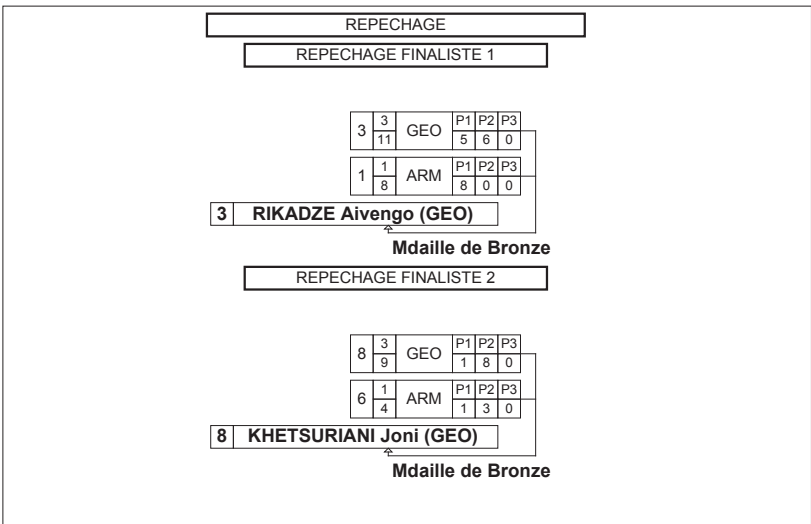 REPECHAGE
REPECHAGE FINALISTE 1
3 3 GEO P1 P2 P3
11 5 6 0
1 1 ARM P1 P2 P3
8 8 0 0
3 RIKADZE Aivengo (GEO)
Mdaille de Bronze
REPECHAGE FINALISTE 2
8 3 GEO P1 P2 P3
9 1 8 0
6 1 ARM P1 P2 P3
4 1 3 0
8 KHETSURIANI Joni (GEO)
Mdaille de Bronze